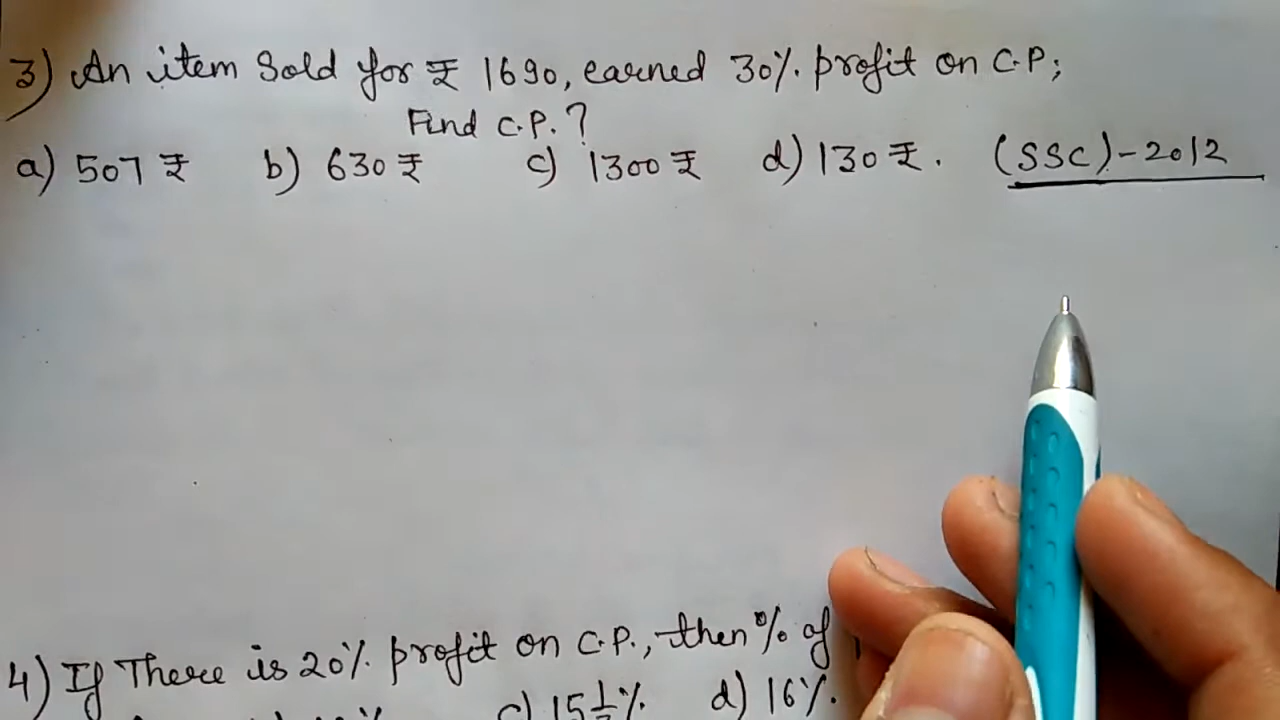 3) An item Sold for ₹ 1690, earned 30% profit on C.P;
Find C.P.?
a) 507 ₹ b) 630 ₹ c) 1300 ₹ d) 130 ₹. (SSC)-2012
4) If There is 20% profit on C.P., then % of
c) 15 1/7 % d) 16%.